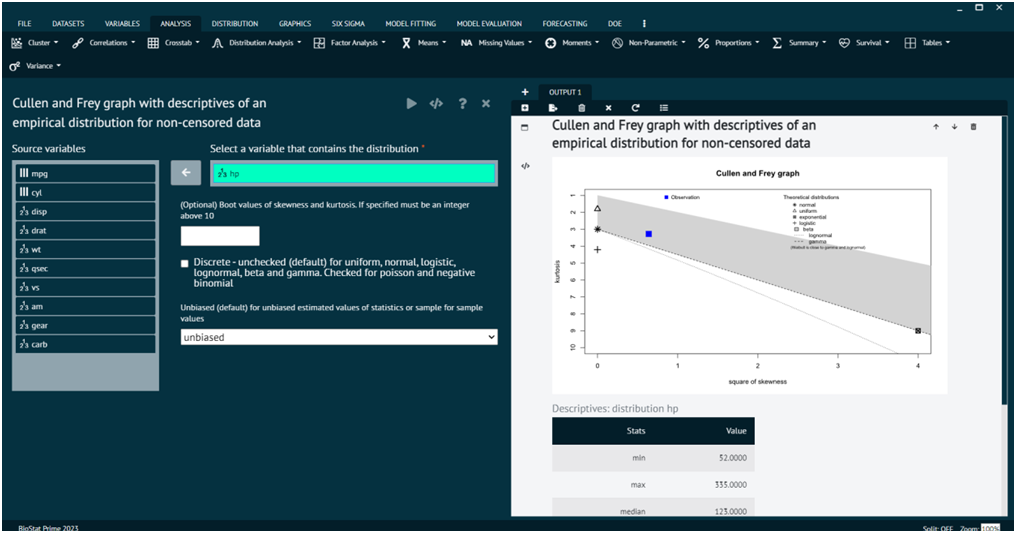 FILE DATASETS VARIABLES ANALYSIS DISTRIBUTION GRAPHICS SIX SIGMA MODEL FITTING MODEL EVALUATION FORECASTING DOE
Cluster Correlations Crosstab Distribution Analysis Factor Analysis Means NA Missing Values Moments Non-Parametric Proportions Summary Survival Tables
σ² Variance
Cullen and Frey graph with descriptives of an
empirical distribution for non-censored data
Source variables
mpg
cyl
disp
drat
wt
qsec
vs
am
gear
carb
Select a variable that contains the distribution *
hp
(Optional) Boot values of skewness and kurtosis. If specified must be an integer
above 10
Discrete - unchecked (default) for uniform, normal, logistic,
lognormal, beta and gamma. Checked for poisson and negative
binomial
Unbiased (default) for unbiased estimated values of statistics or sample for sample
values
unbiased
+ OUTPUT 1
Cullen and Frey graph with descriptives of an
empirical distribution for non-censored data
Cullen and Frey graph
Observation
Theoretical distributions
normal
uniform
exponential
logistic
beta
lognormal
gamma
(Weibull is close to gamma and lognormal)
kurtosis
1
2
3
4
5
6
7
8
9
10
0 1 2 3 4
square of skewness
Descriptives: distribution hp
Stats Value
min 52.0000
max 335.0000
median 123.0000
BioStat Prime 2023
Split: OFF Zoom: 100%